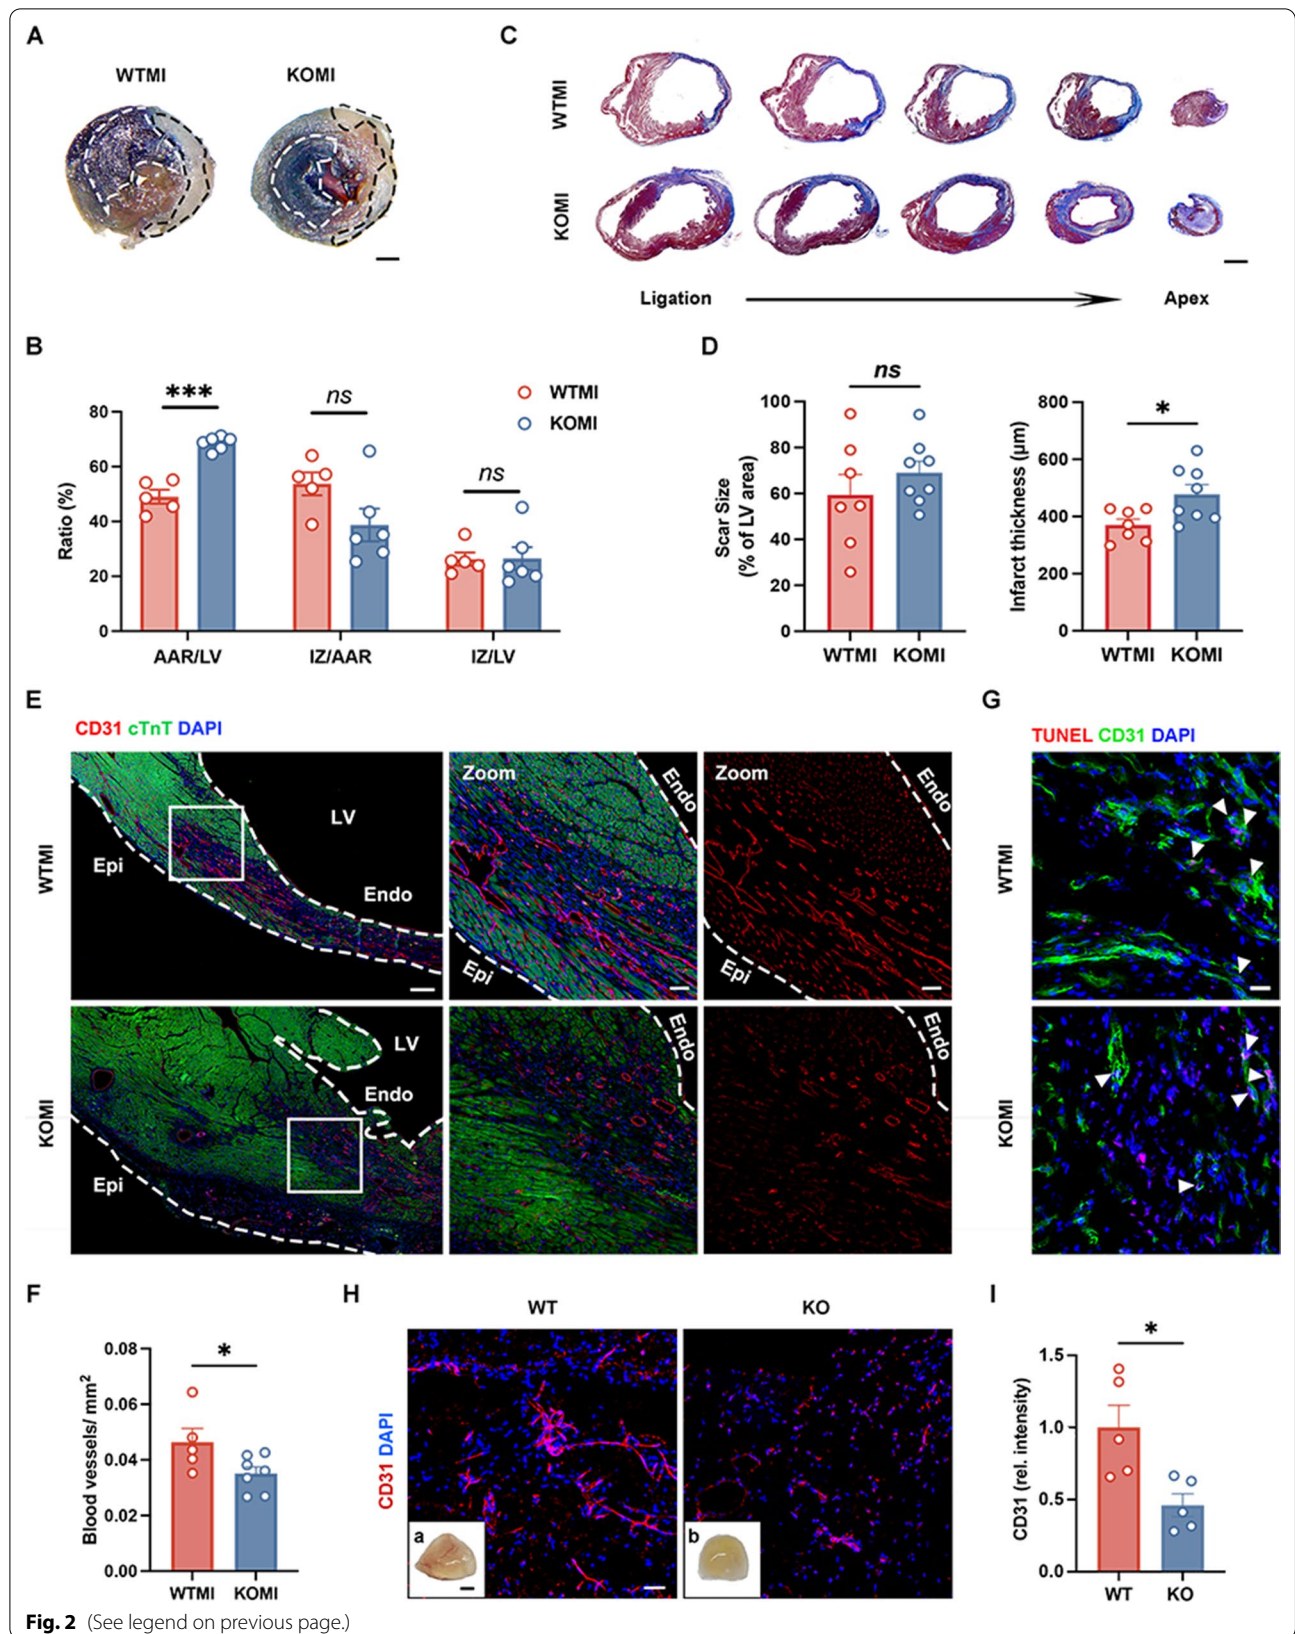 A
WTMI
KOMI
C
WTMI
KOMI
Ligation
Apex
B
Ratio (%)
80
60
40
20
0
***
ns
ns
AAR/LV
IZ/AAR
IZ/LV
WTMI
KOMI
D
Scar Size
(% of LV area)
100
80
60
40
20
0
ns
WTMI
KOMI
Infarct thickness (µm)
800
600
400
200
0
*
WTMI
KOMI
E
CD31 cTnT DAPI
WTMI
LV
Epi
Endo
Zoom
Endo
Epi
Zoom
Endo
Epi
KOMI
LV
Endo
Epi
Endo
Endo
G
TUNEL CD31 DAPI
WTMI
KOMI
F
Blood vessels/ mm²
0.08
0.06
0.04
0.02
0.00
*
WTMI
KOMI
H
WT
KO
CD31 DAPI
a
b
I
CD31 (rel. intensity)
1.5
1.0
0.5
0.0
*
WT
KO
Fig. 2 (See legend on previous page.)